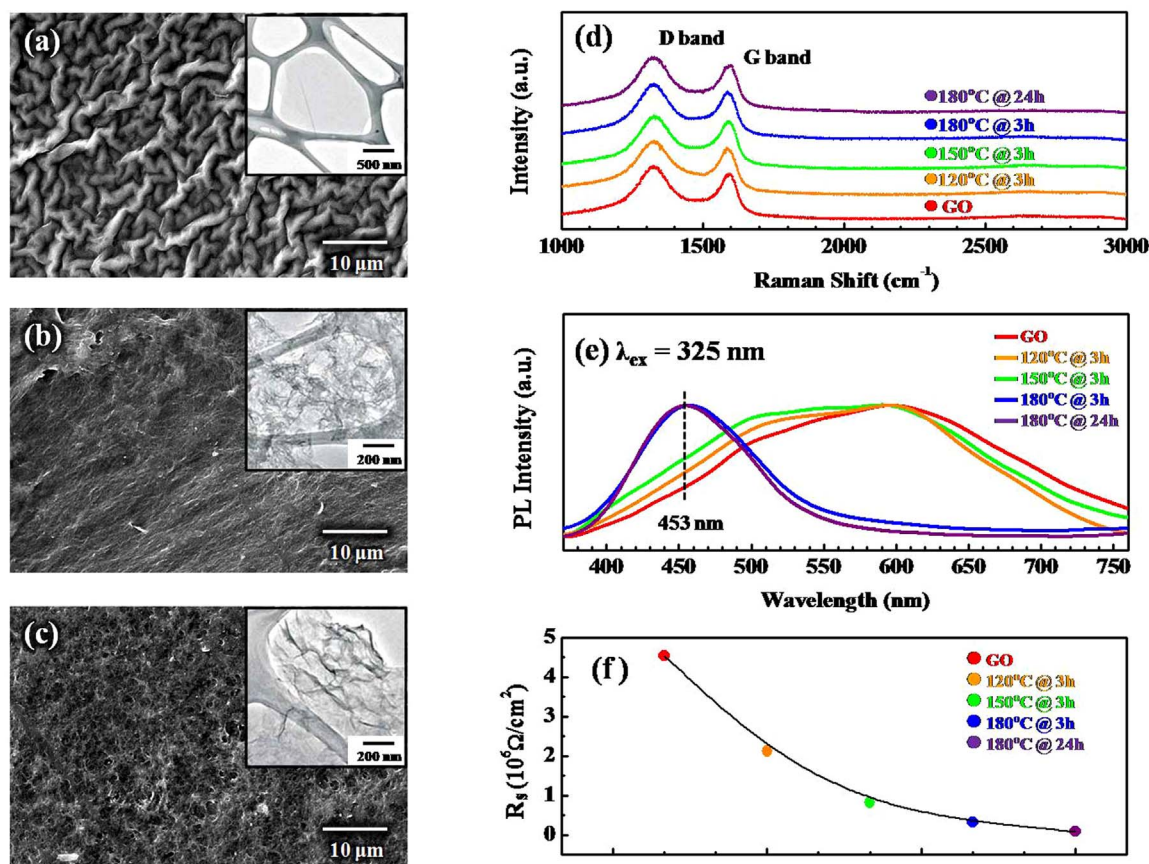 (a)
500 nm
10 μm
(b)
200 nm
10 μm
(c)
200 nm
10 μm
(d)
D band
G band
180°C @ 24h
180°C @ 3h
150°C @ 3h
120°C @ 3h
GO
Intensity (a.u.)
1000 1500 2000 2500 3000
Raman Shift (cm⁻¹)
(e) λex = 325 nm
GO
120°C @ 3h
150°C @ 3h
180°C @ 3h
180°C @ 24h
453 nm
PL Intensity (a.u.)
400 450 500 550 600 650 700 750
Wavelength (nm)
(f)
GO
120°C @ 3h
150°C @ 3h
180°C @ 3h
180°C @ 24h
Rs (10⁶Ω/cm²)
5
4
3
2
1
0